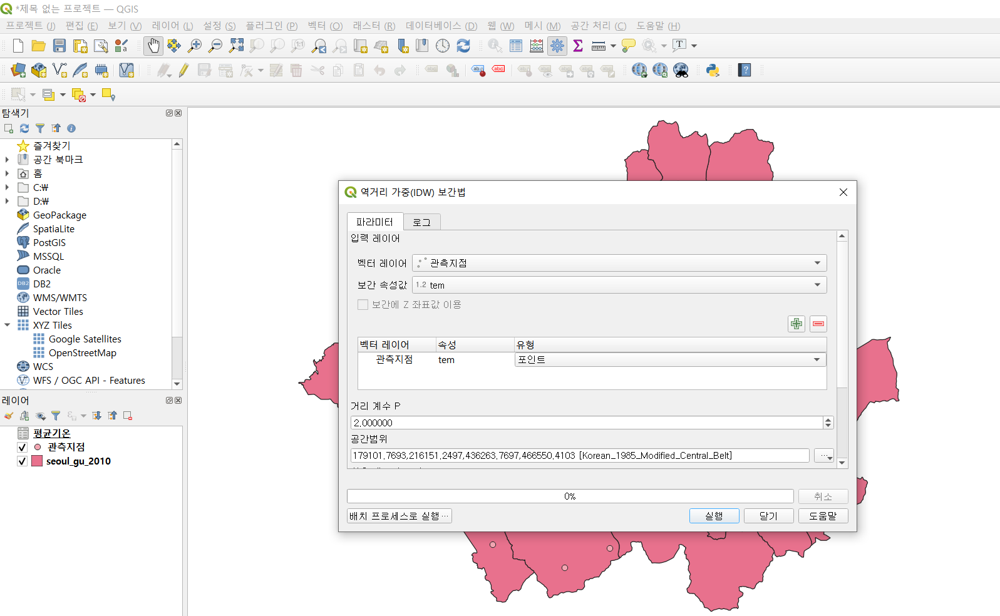 *제목 없는 프로젝트 — QGIS
프로젝트 (J) 편집 (E) 보기 (V) 레이어 (L) 설정 (S) 플러그인 (P) 벡터 (O) 래스터 (R) 데이터베이스 (D) 웹 (W) 메시 (M) 공간 처리 (C) 도움말 (H)
탐색기
즐겨찾기
공간 북마크
홈
C:₩
D:₩
GeoPackage
SpatiaLite
PostGIS
MSSQL
Oracle
DB2 DB2
WMS/WMTS
Vector Tiles
XYZ Tiles
Google Satellites
OpenStreetMap
WCS
WFS / OGC API - Features
레이어
평균기온
관측지점
seoul_gu_2010
역거리 가중(IDW) 보간법
파라미터 로그
입력 레이어
벡터 레이어 관측지점
보간 속성값 1.2 tem
보간에 Z 좌표값 이용
벡터 레이어 속성 유형
관측지점 tem 포인트
거리 계수 P
2,000000
공간범위
179101,7693,216151,2497,436263,7697,466550,4103 [Korean_1985_Modified_Central_Belt]
0% 취소
배치 프로세스로 실행… 실행 닫기 도움말